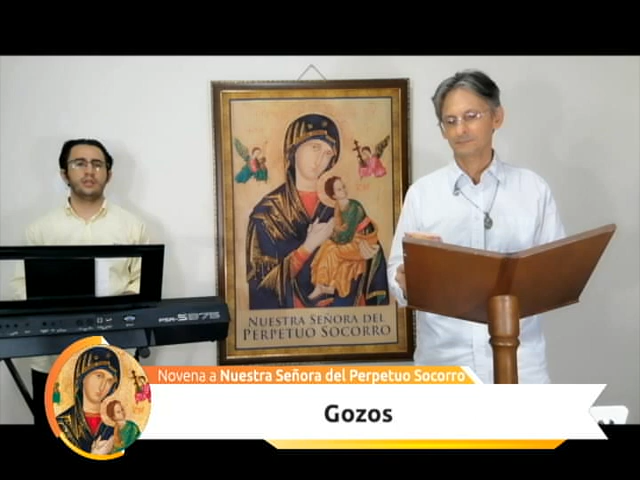 NUESTRA SEÑORA DEL
PERPETUO SOCORRO
PSR-S975
Novena a Nuestra Señora del Perpetuo Socorro
Gozos